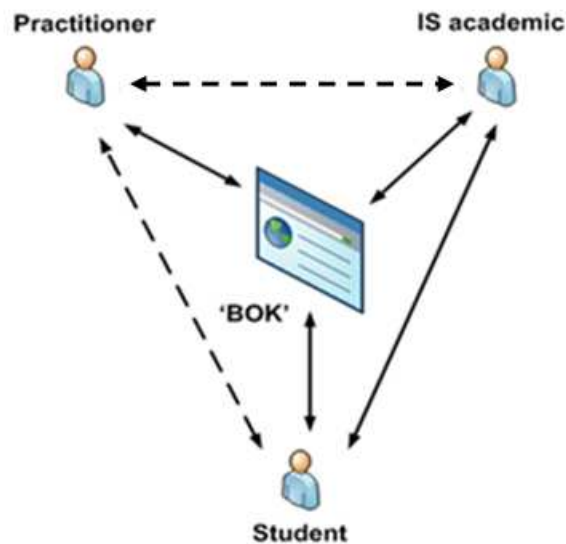 Practitioner
IS academic
‘BOK’
Student